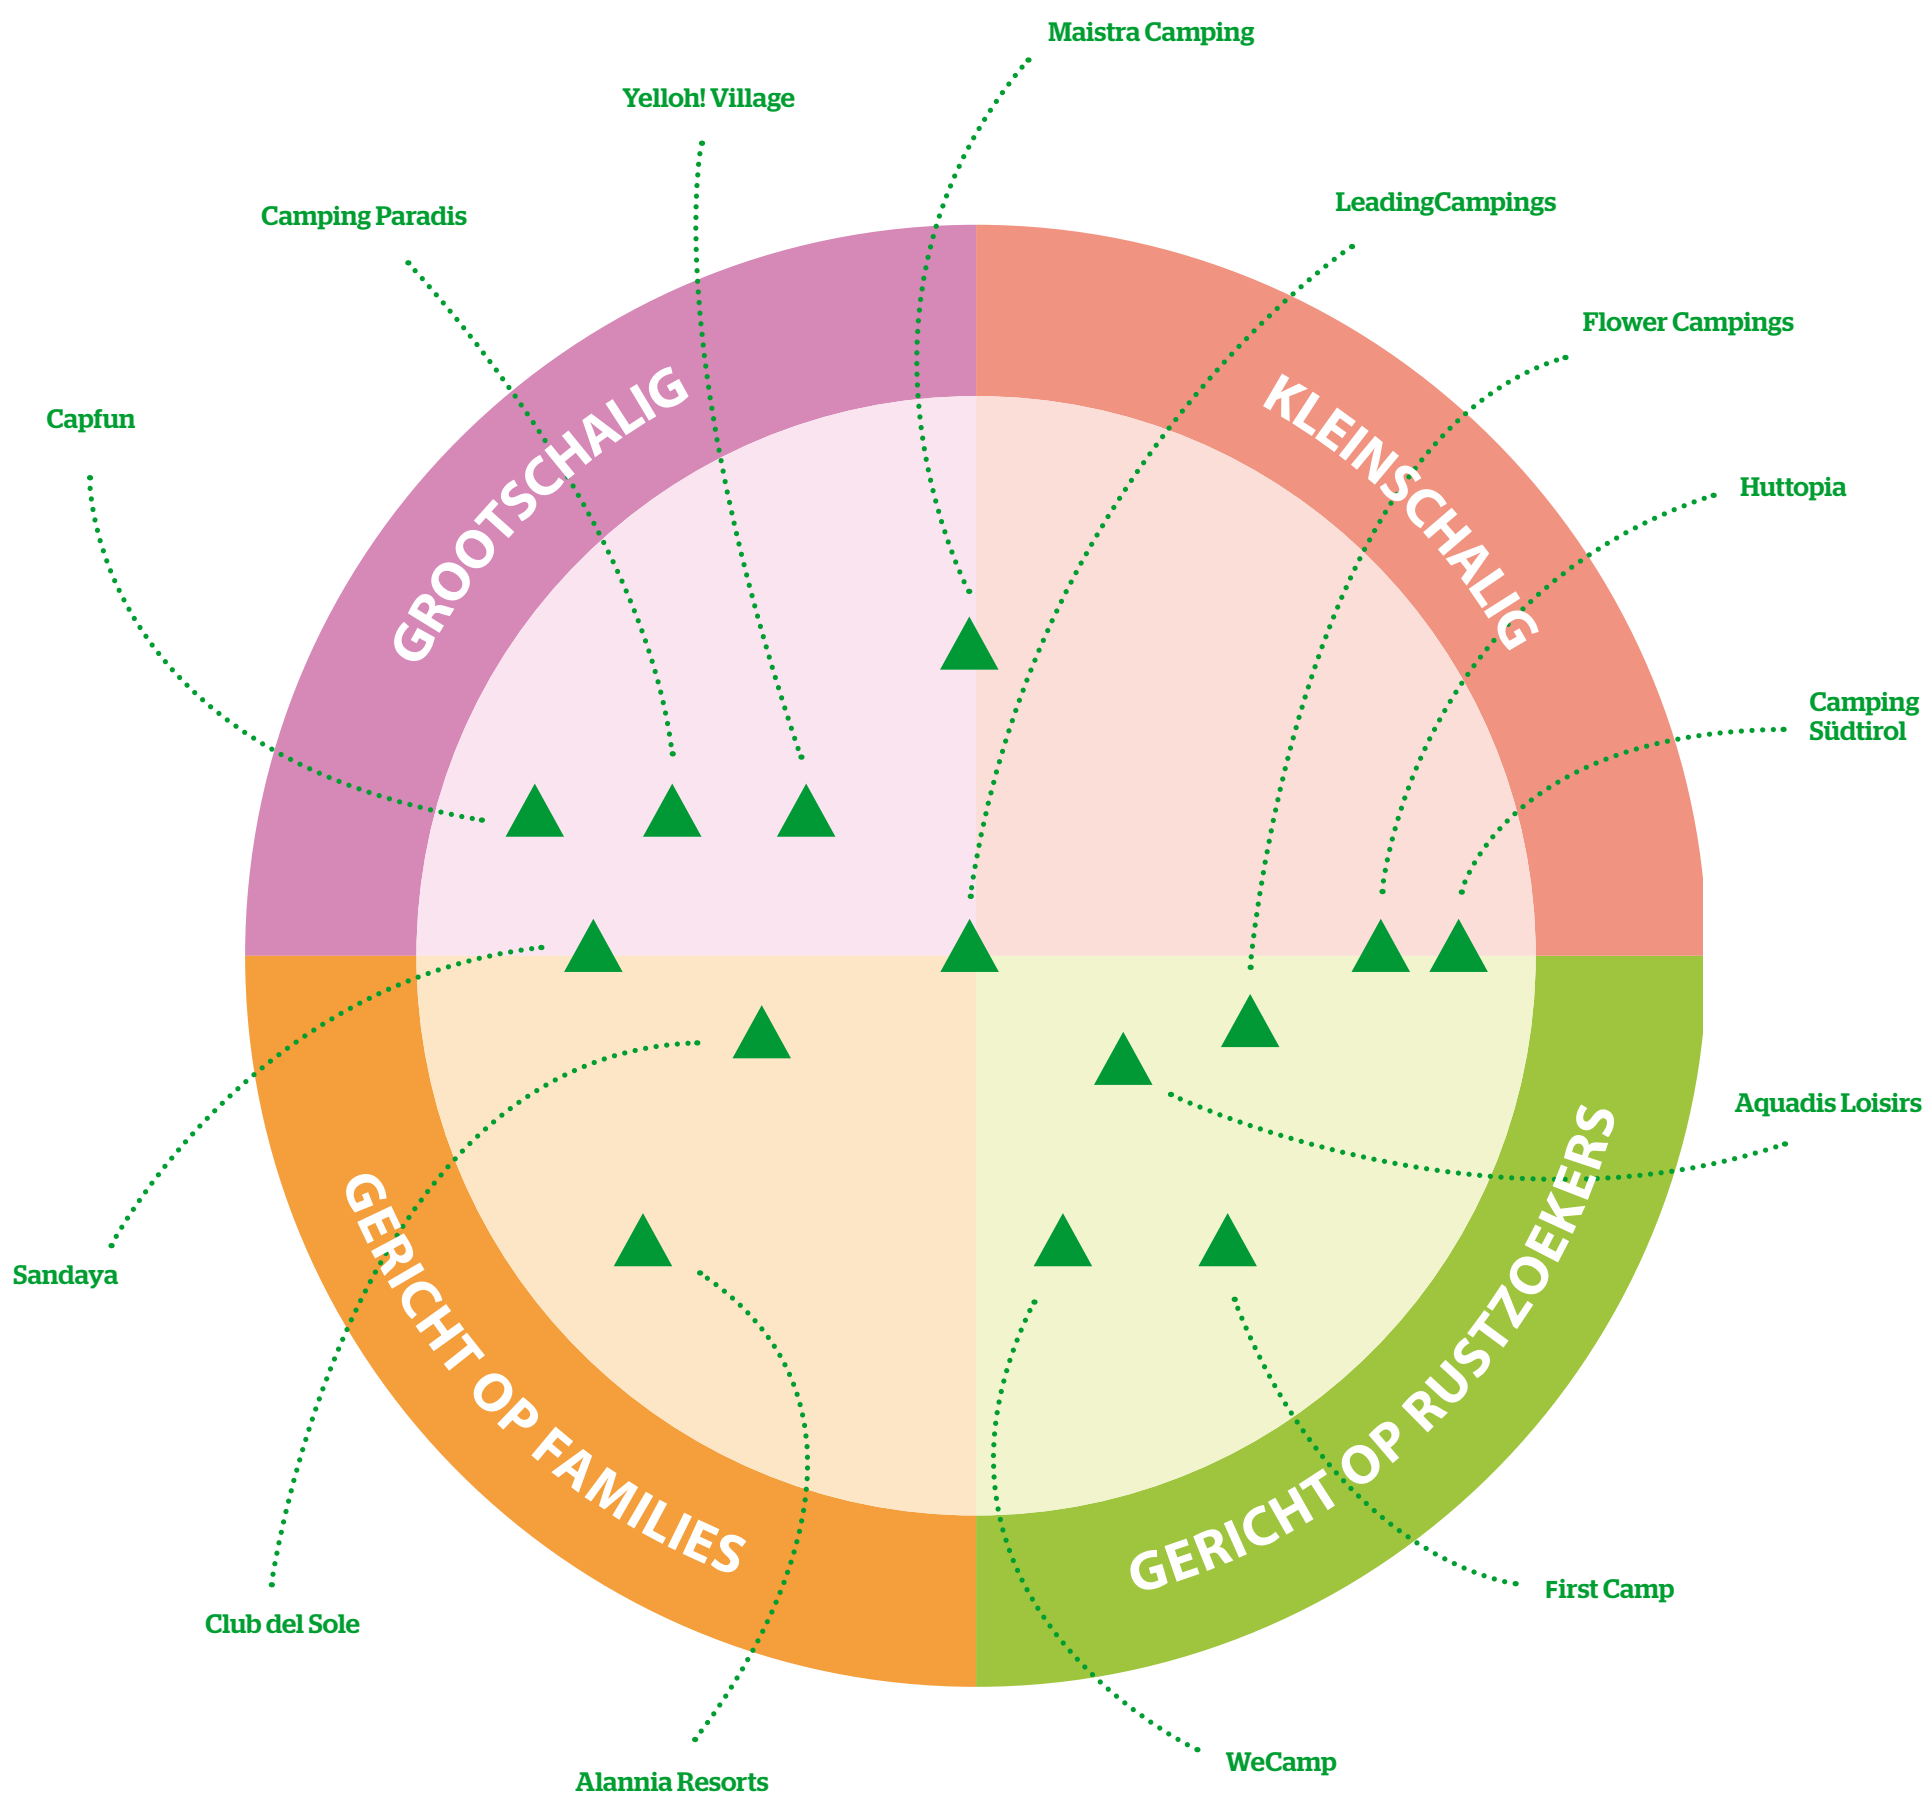 Maistra Camping
Yelloh! Village
LeadingCampings
Camping Paradis
Flower Campings
Capfun
Huttopia
GROOTSCHALIG
KLEINSCHALIG
Camping
Südtirol
Aquadis Loisirs
Sandaya
GERICHT OP FAMILIES
GERICHT OP RUSTZOEKERS
First Camp
Club del Sole
WeCamp
Alannia Resorts